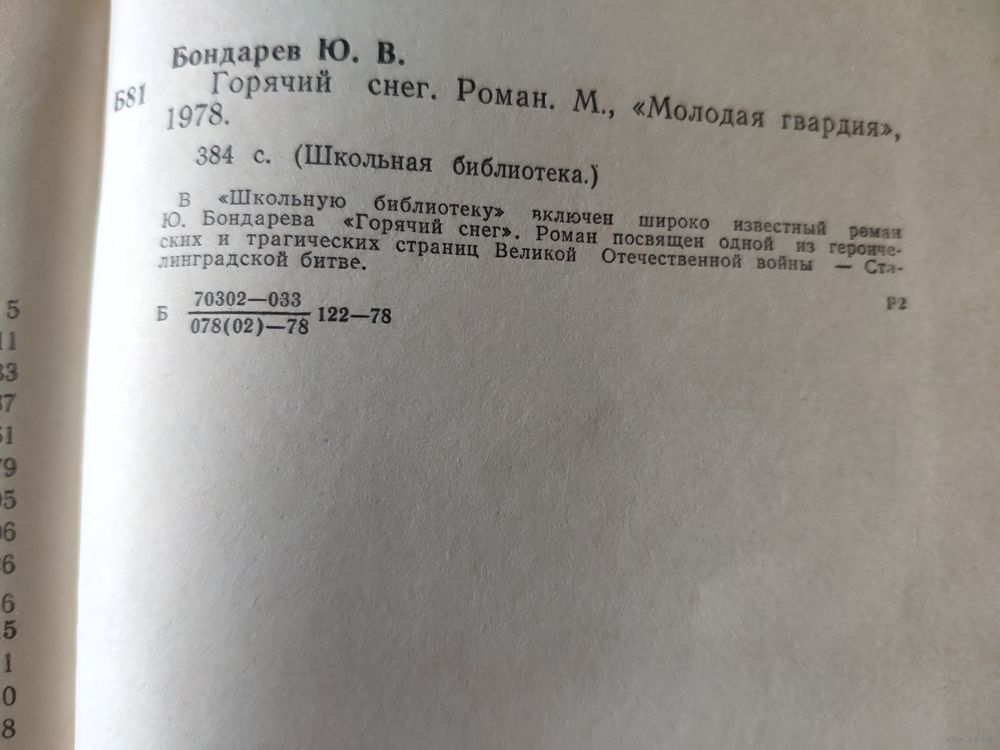 Бондарев Ю. В.
Б81 Горячий снег. Роман. М., «Молодая гвардия»,
1978.
384 с. (Школьная библиотека.)
В «Школьную библиотеку» включен широко известный роман
Ю. Бондарева «Горячий снег». Роман посвящен одной из героиче-
ских и трагических страниц Великой Отечественной войны — Ста-
линградской битве.
Б 70302—033
078(02)—78 122—78
Р2
5
11
33
37
51
79
95
06
6
6
5
1
0
8